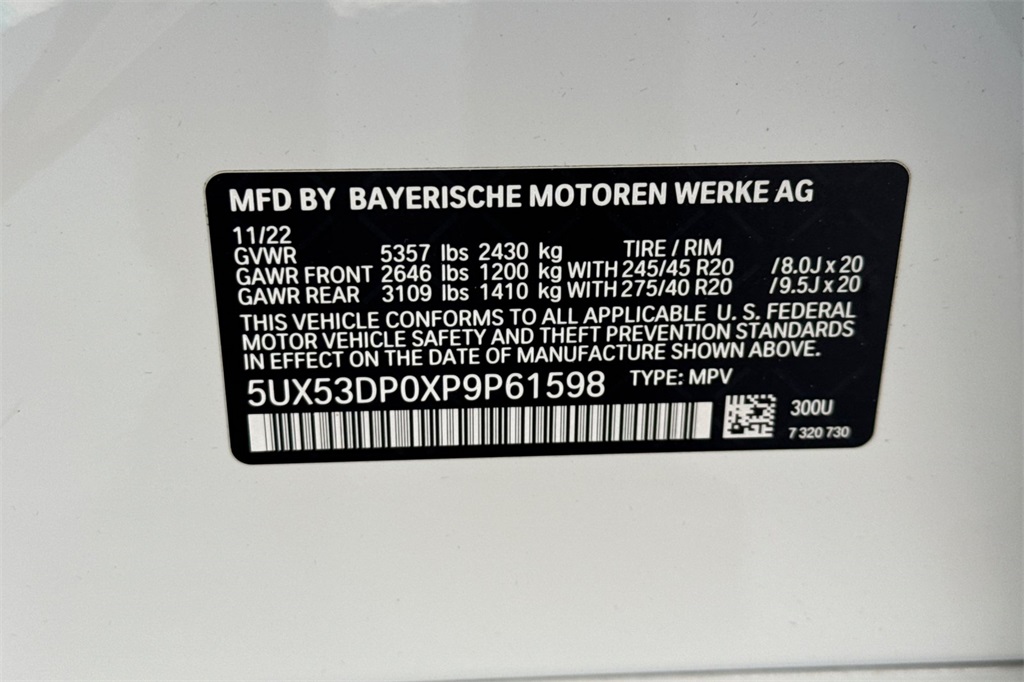 MFD BY BAYERISCHE MOTOREN WERKE AG
11/22
GVWR 5357 lbs 2430 kg TIRE / RIM
GAWR FRONT 2646 lbs 1200 kg WITH 245/45 R20 /8.0J x 20
GAWR REAR 3109 lbs 1410 kg WITH 275/40 R20 /9.5J x 20
THIS VEHICLE CONFORMS TO ALL APPLICABLE U. S. FEDERAL
MOTOR VEHICLE SAFETY AND THEFT PREVENTION STANDARDS
IN EFFECT ON THE DATE OF MANUFACTURE SHOWN ABOVE.
5UX53DP0XP9P61598 TYPE: MPV
300U
7 320 730